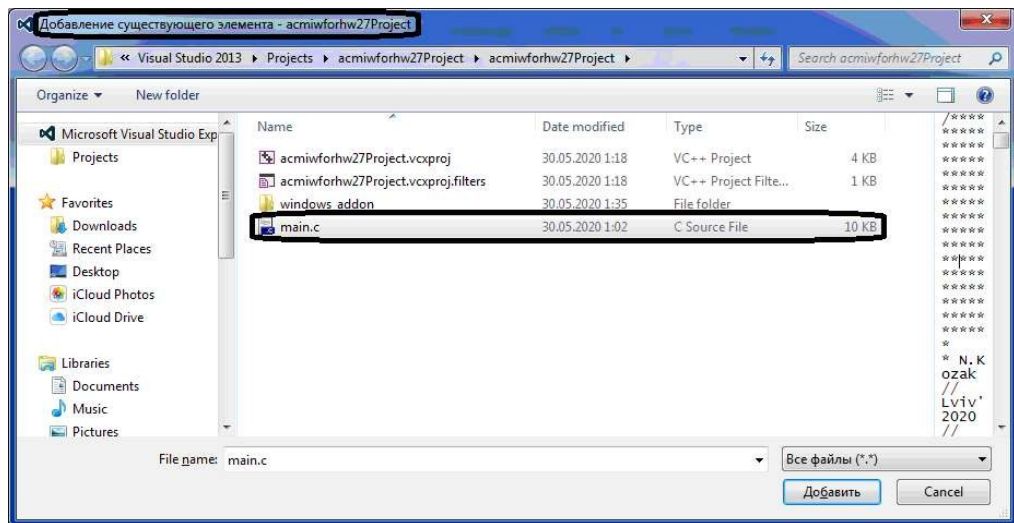 Добавление существующего элемента - acmiwforhw27Project
« Visual Studio 2013 ▸ Projects ▸ acmiwforhw27Project ▸ acmiwforhw27Project ▸
Search acmiwforhw27Project
Organize ▾ New folder
Microsoft Visual Studio Exp
Projects
Favorites
Downloads
Recent Places
Desktop
iCloud Photos
iCloud Drive
Libraries
Documents
Music
Pictures
Name Date modified Type Size
acmiwforhw27Project.vcxproj 30.05.2020 1:18 VC++ Project 4 KB
acmiwforhw27Project.vcxproj.filters 30.05.2020 1:18 VC++ Project Filte... 1 KB
windows addon 30.05.2020 1:35 File folder
main.c 30.05.2020 1:02 C Source File 10 KB
/****
*****
*****
*****
*****
*****
*****
*****
*****
*****
*****
*****
*****
*****
*****
*
* N.K
ozak
//
Lviv'
2020
//
File name: main.c
Все файлы (*.*)
Добавить Cancel